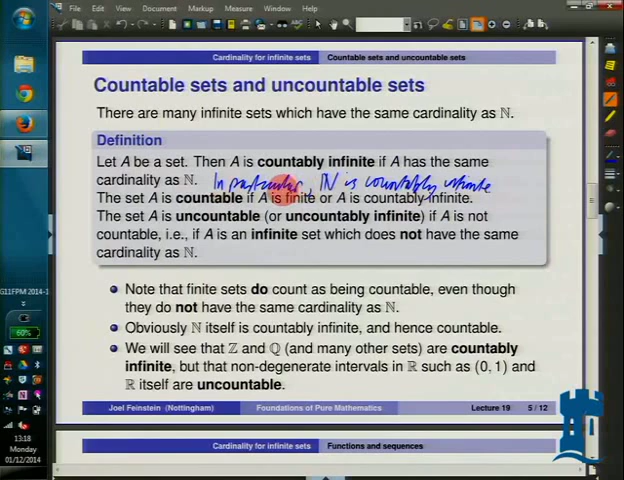 File Edit View Document Markup Measure Window Help
Cardinality for infinite sets Countable sets and uncountable sets
Countable sets and uncountable sets
There are many infinite sets which have the same cardinality as ℕ.
Definition
Let A be a set. Then A is countably infinite if A has the same
cardinality as ℕ. In particular, ℕ is countably infinite
The set A is countable if A is finite or A is countably infinite.
The set A is uncountable (or uncountably infinite) if A is not
countable, i.e., if A is an infinite set which does not have the same
cardinality as ℕ.
Note that finite sets do count as being countable, even though
they do not have the same cardinality as ℕ.
Obviously ℕ itself is countably infinite, and hence countable.
We will see that ℤ and ℚ (and many other sets) are countably
infinite, but that non-degenerate intervals in ℝ such as (0, 1) and
ℝ itself are uncountable.
Joel Feinstein (Nottingham) Foundations of Pure Mathematics Lecture 19 5 / 12
Cardinality for infinite sets Functions and sequences
G11FPM 2014-1
60%
13:18
Monday
01/12/2014